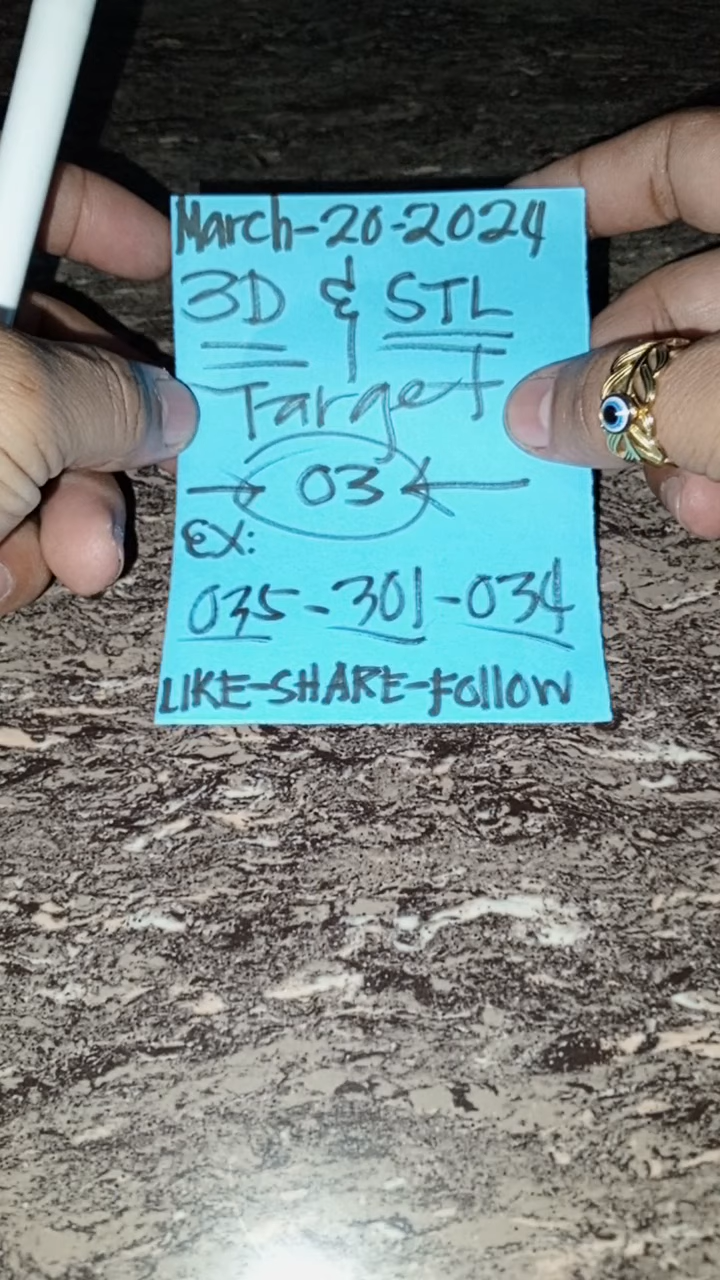 March-20-2024
3D & STL
Target
03
EX:
035-301-034
LIKE-SHARE-Follow